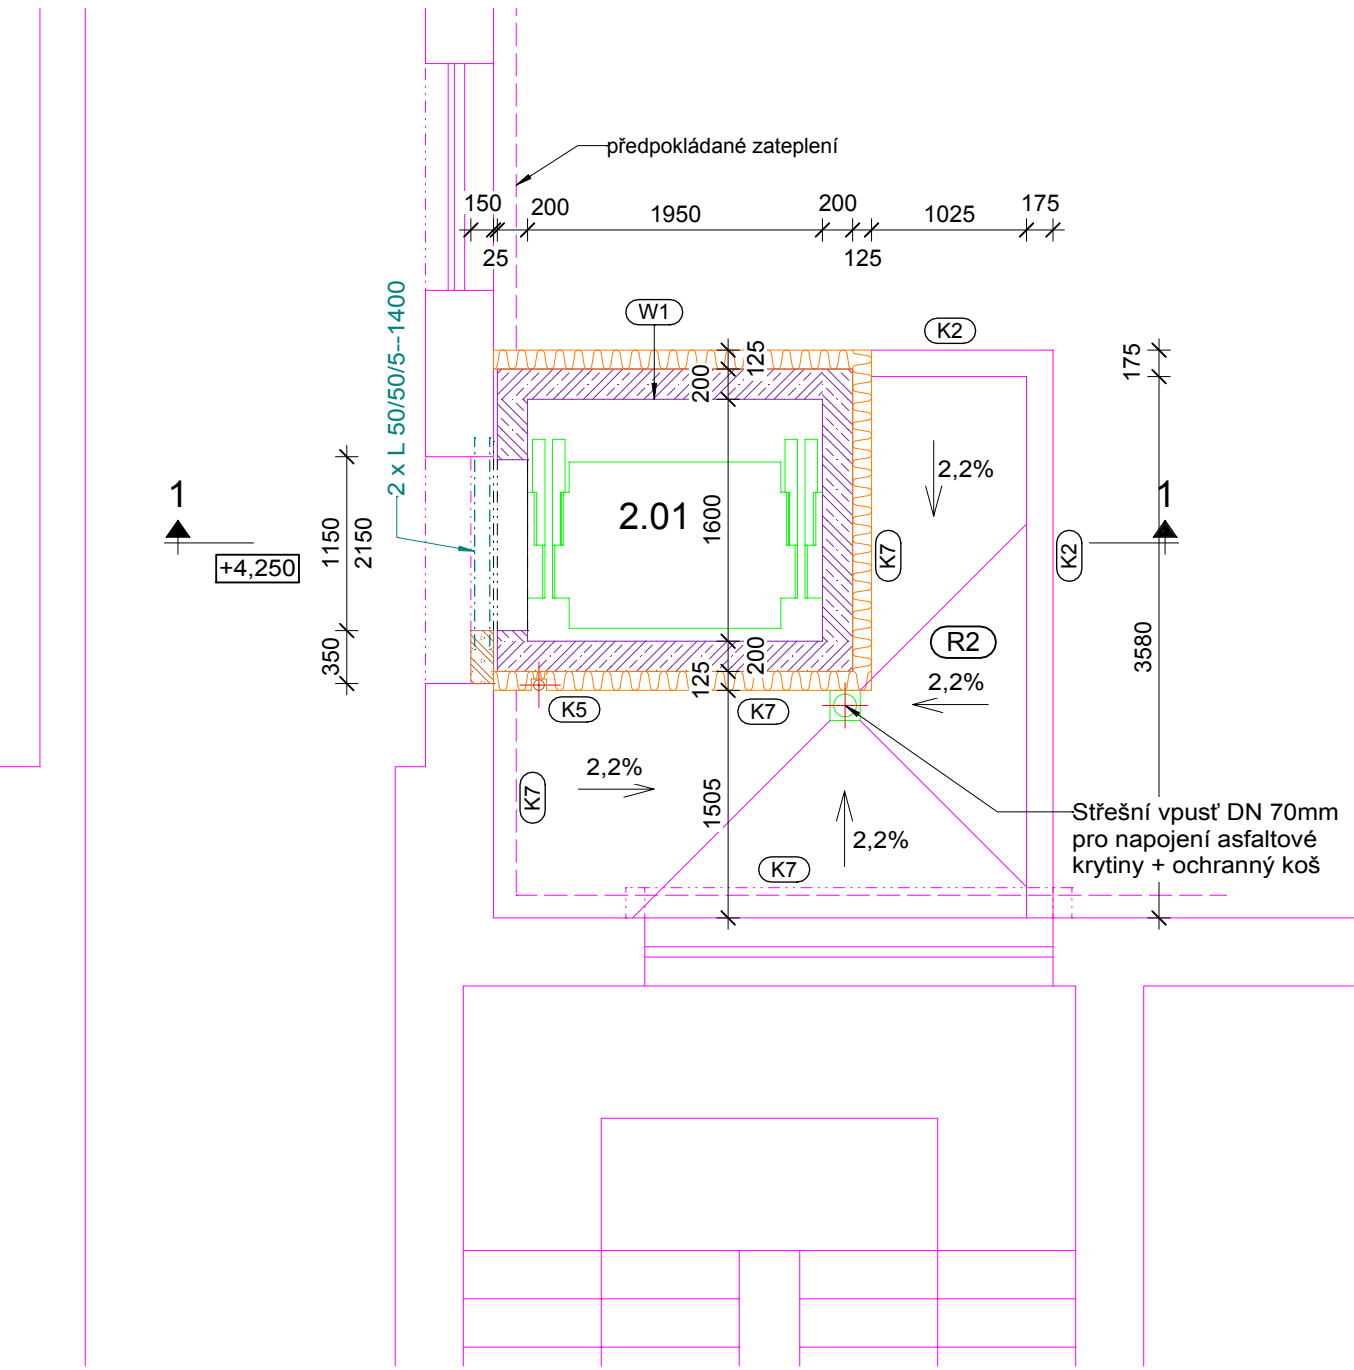 předpokládané zateplení
150
200
1950
200
1025
175
25
125
2 x L 50/50/5--1400
W1
K2
125
200
175
1
+4,250
1150
2150
350
2.01
1600
2,2%
K7
K2
1
R2
3580
2,2%
200
125
K5
K7
2,2%
K7
1505
2,2%
K7
Střešní vpusť DN 70mm
pro napojení asfaltové
krytiny + ochranný koš